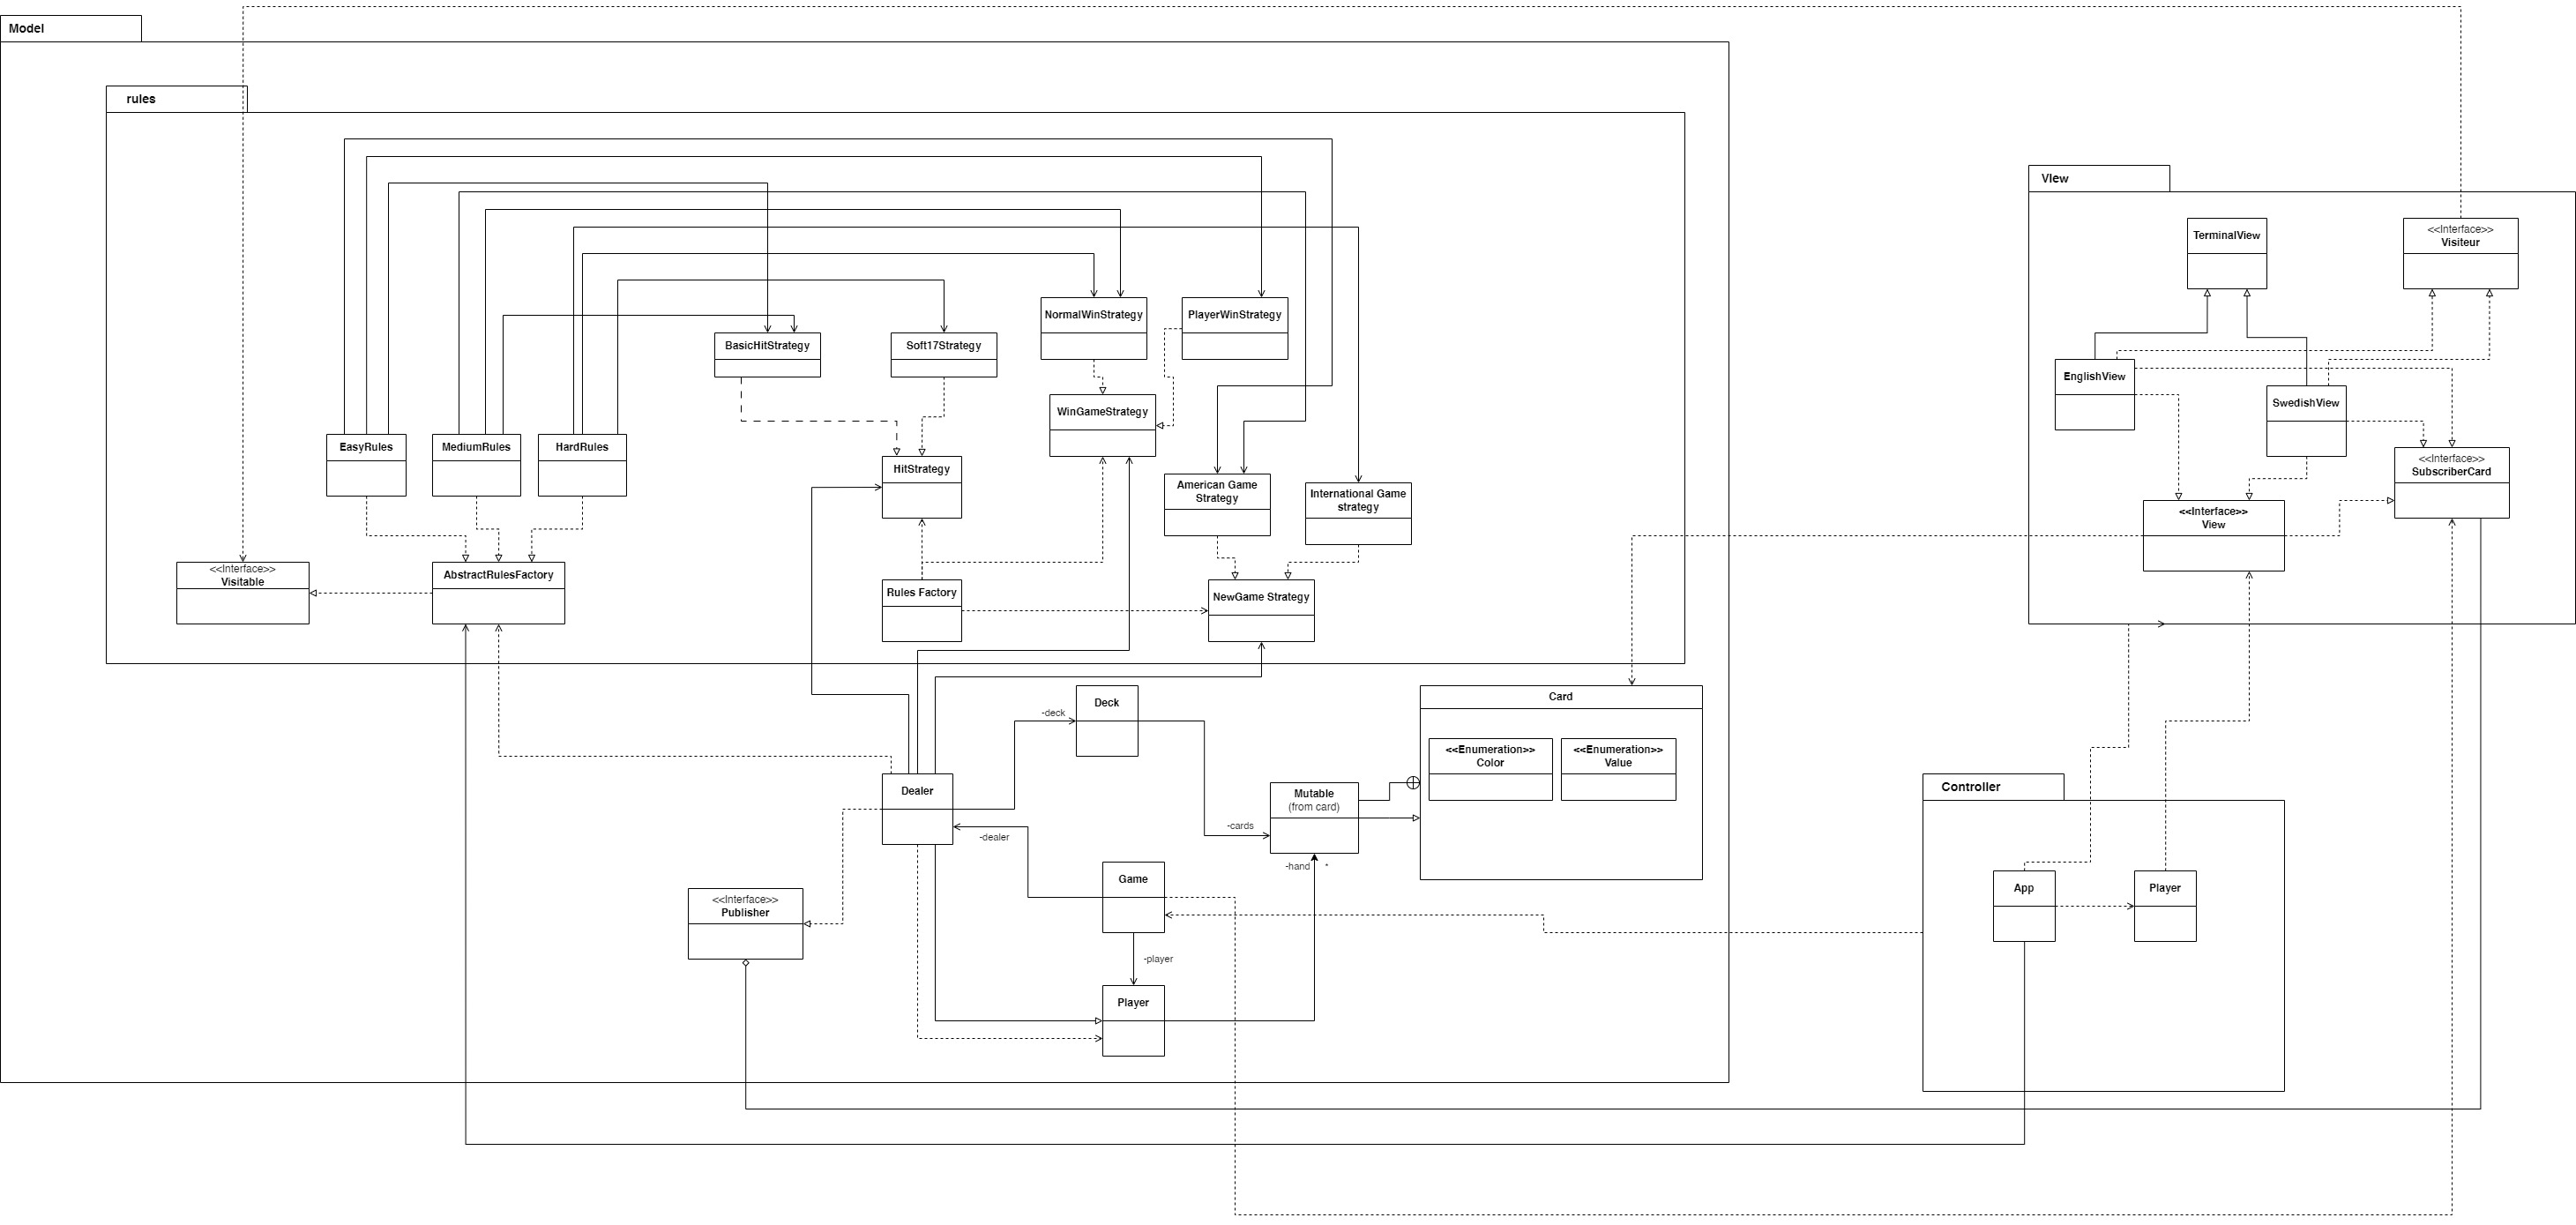 Model
rules
VIew
TerminalView
<<Interface>>
Visiteur
NormalWinStrategy
PlayerWinStrategy
BasicHitStrategy
Soft17Strategy
EnglishView
SwedishView
WinGameStrategy
EasyRules
MediumRules
HardRules
HitStrategy
<<Interface>>
SubscriberCard
American Game
Strategy
International Game
strategy
<<Interface>>
View
<<Interface>>
Visitable
AbstractRulesFactory
Rules Factory
NewGame Strategy
Card
Deck
-deck
<<Enumeration>>
Color
<<Enumeration>>
Value
Dealer
Mutable
(from card)
Controller
-cards
-dealer
-hand
*
Game
App
Player
<<Interface>>
Publisher
-player
Player